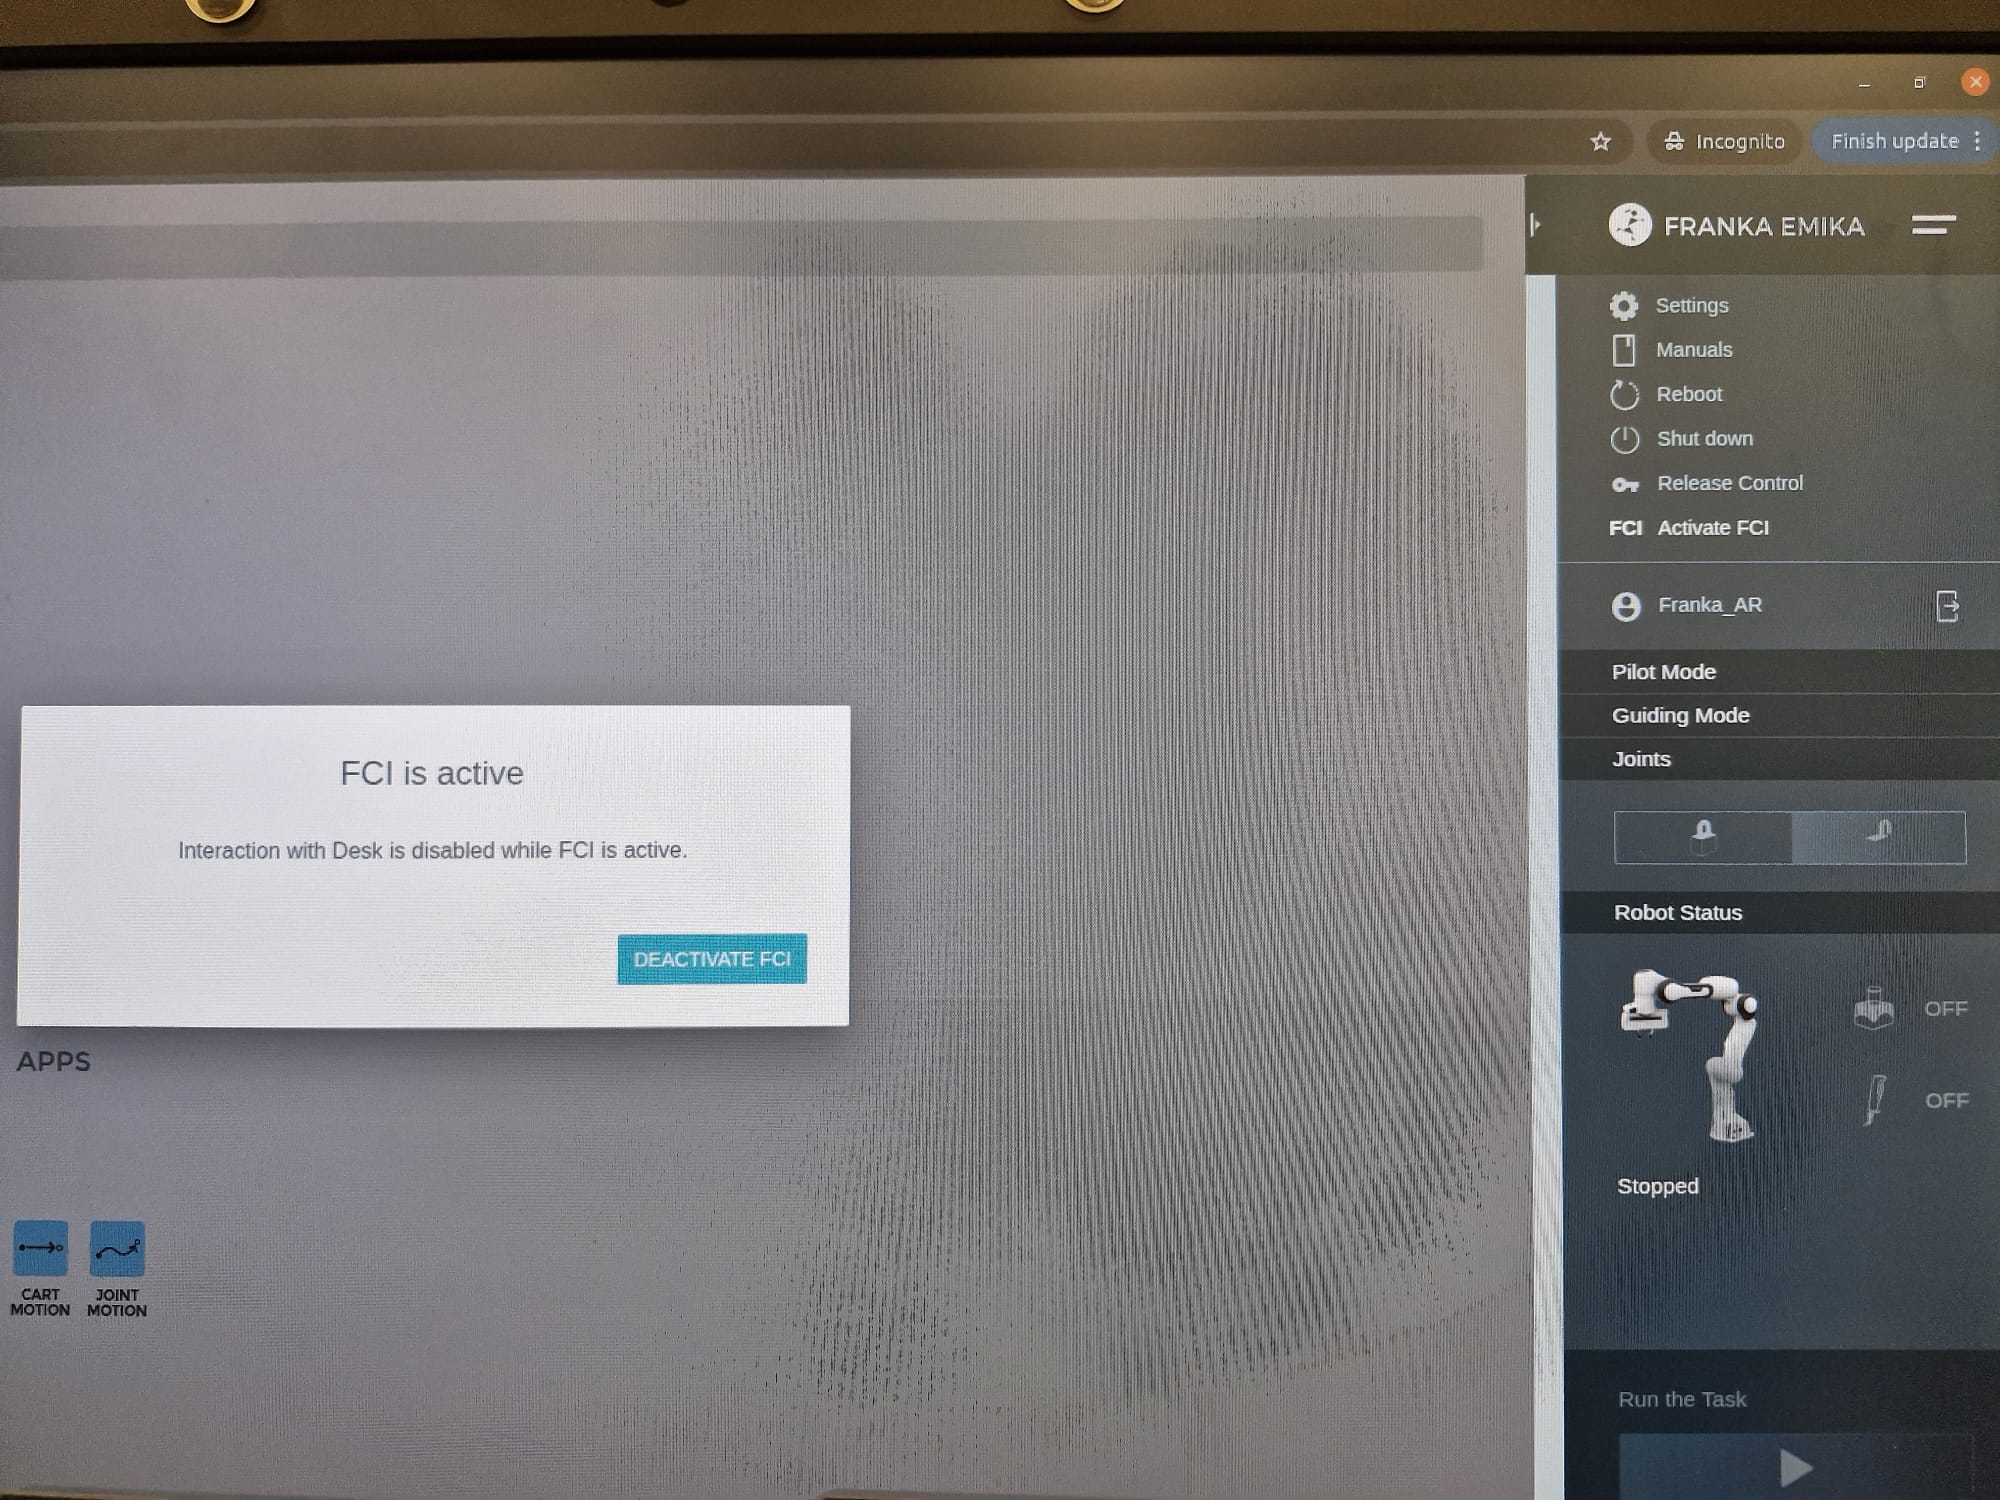 Incognito
Finish update
FRANKA EMIKA
Settings
Manuals
Reboot
Shut down
Release Control
FCI Activate FCI
Franka_AR
Pilot Mode
Guiding Mode
Joints
Robot Status
OFF
OFF
Stopped
Run the Task
FCI is active
Interaction with Desk is disabled while FCI is active.
DEACTIVATE FCI
APPS
CART
MOTION
JOINT
MOTION